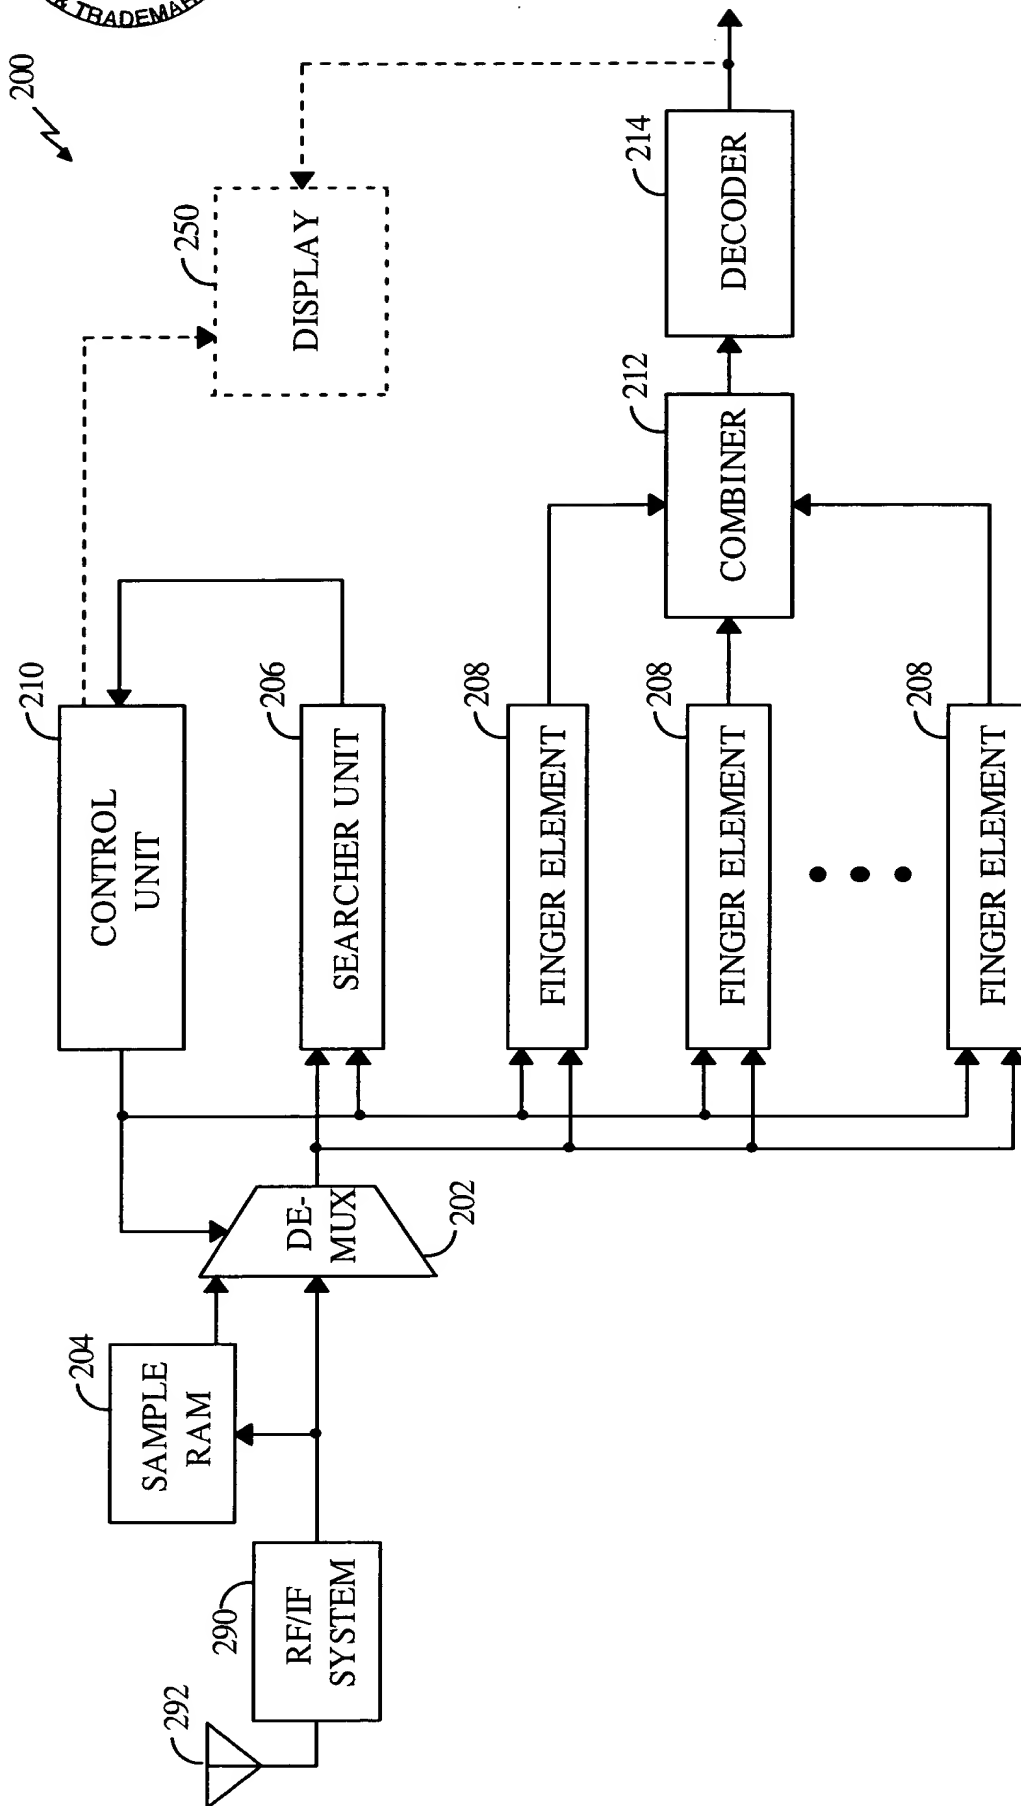 & TRADEMAR
200
292
290
RF/IF
SYSTEM
204
SAMPLE
RAM
DE-
MUX
202
210
CONTROL
UNIT
206
SEARCHER UNIT
208
FINGER ELEMENT
208
FINGER ELEMENT
208
FINGER ELEMENT
212
COMBINER
214
DECODER
250
DISPLAY